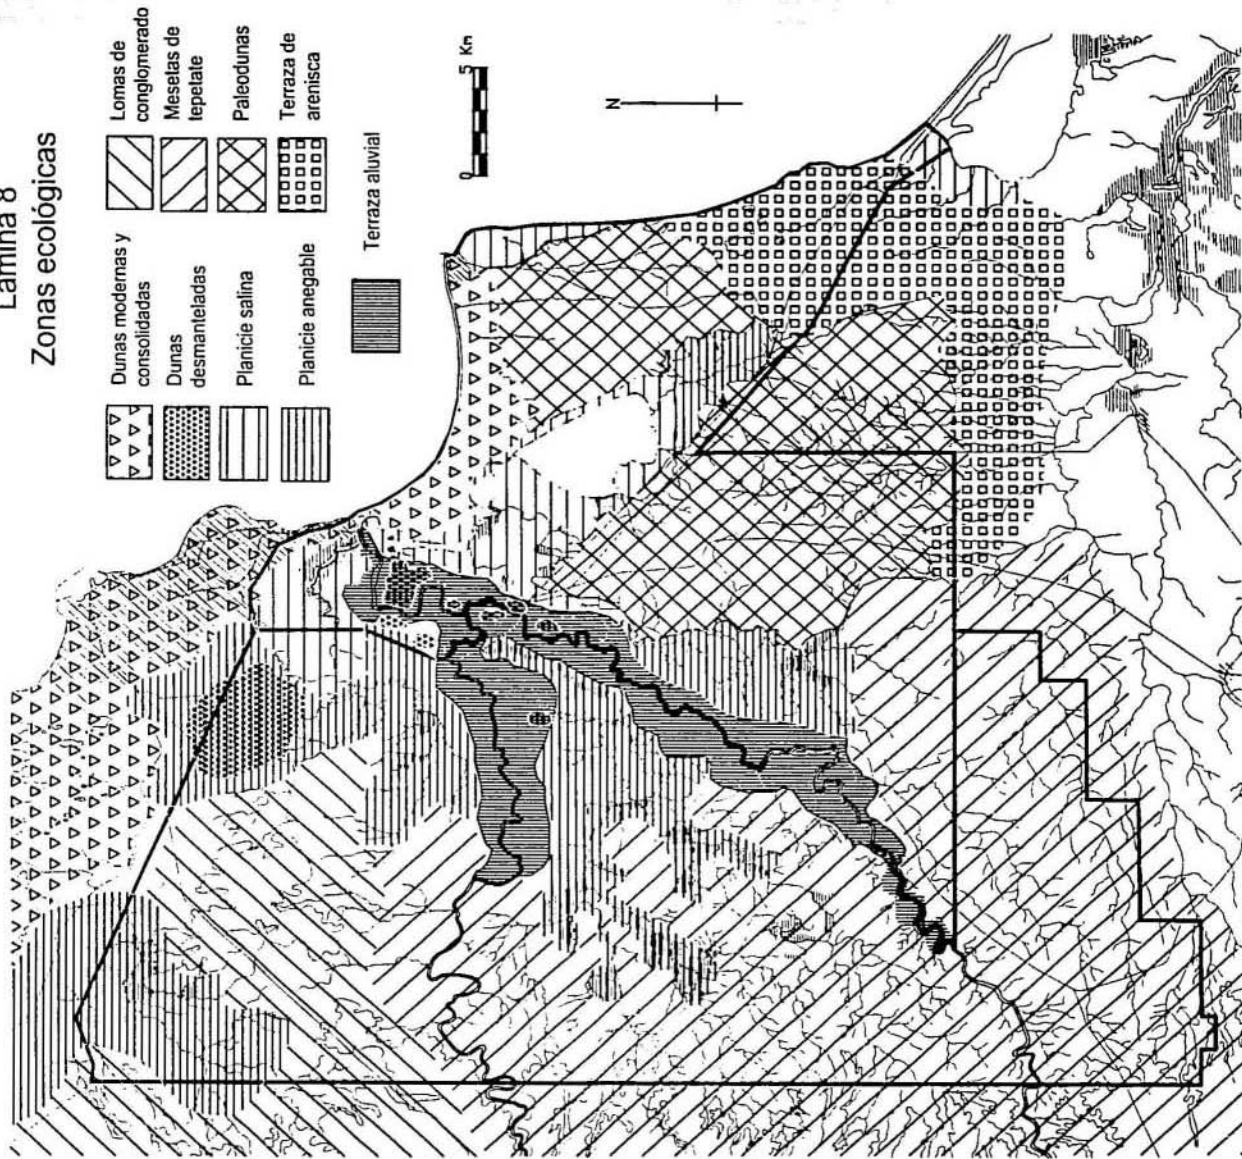 Lámina 8
Zonas ecológicas
Dunas modernas y
consolidadas
Dunas
desmanteladas
Planicie salina
Planicie anegable
Terraza aluvial
Lomas de
conglomerado
Mesetas de
tepetate
Paleodunas
Terraza de
arenisca
0 5 Km
N